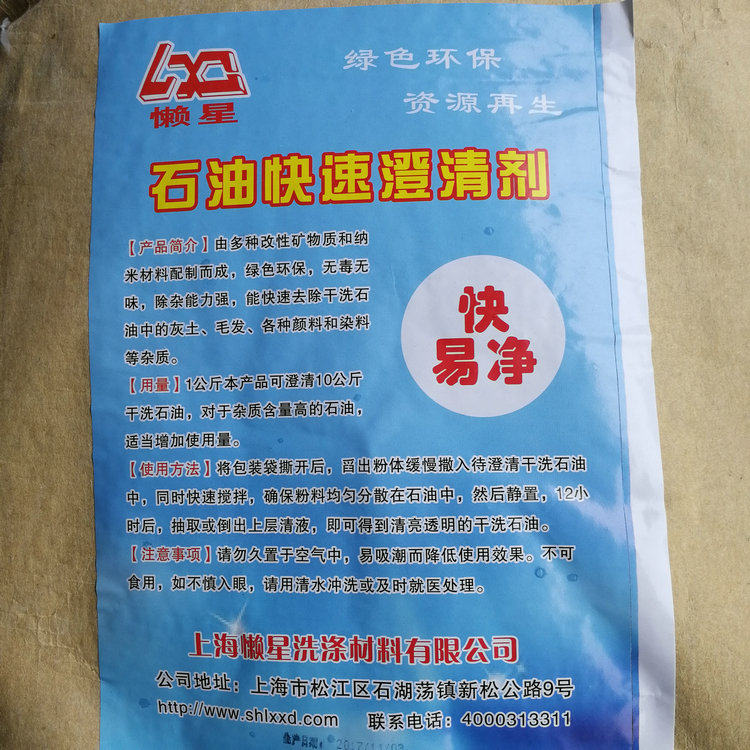 LXQ
懒星
绿色环保
资源再生
石油快速澄清剂
【产品简介】由多种改性矿物质和纳
米材料配制而成，绿色环保，无毒无
味，除杂能力强，能快速去除干洗石
油中的灰土、毛发、各种颜料和染料
等杂质。
快
易净
【用量】1公斤本产品可澄清10公斤
干洗石油，对于杂质含量高的石油，
适当增加使用量。
【使用方法】将包装袋撕开后，舀出粉体缓慢撒入待澄清干洗石油
中，同时快速搅拌，确保粉料均匀分散在石油中，然后静置，12小
时后，抽取或倒出上层清液，即可得到清亮透明的干洗石油。
【注意事项】请勿久置于空气中，易吸潮而降低使用效果。不可
食用，如不慎入眼，请用清水冲洗或及时就医处理。
上海懒星洗涤材料有限公司
公司地址：上海市松江区石湖荡镇新松公路9号
http://www.shlxxd.com 联系电话：4000313311
生产日期：2017/11/03